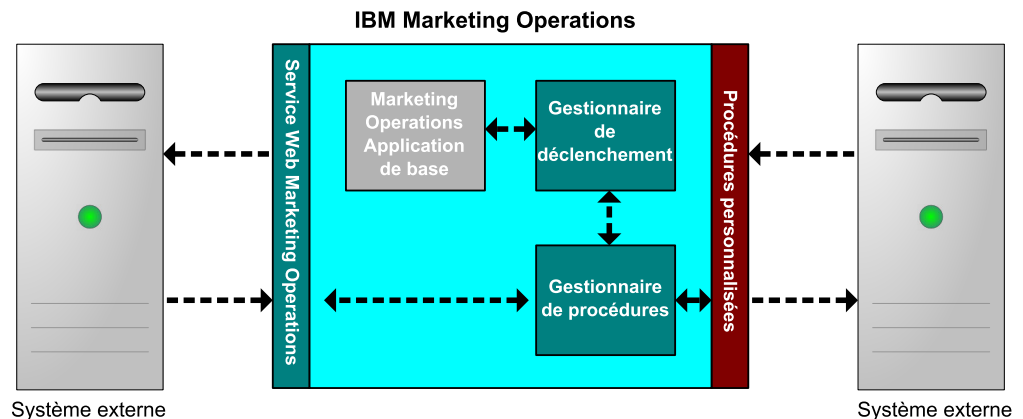 IBM Marketing Operations
Service Web Marketing Operations
Marketing
Operations
Application
de base
Gestionnaire
de
déclenchement
Gestionnaire
de procédures
Procédures personnalisées
Système externe
Système externe